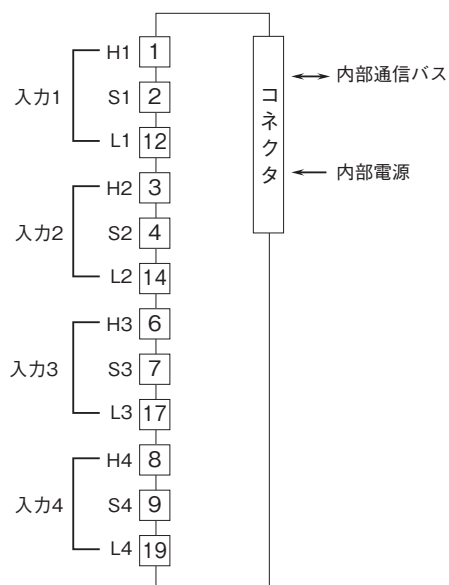 H1 1
入力1
S1 2
L1 12
H2 3
入力2
S2 4
L2 14
H3 6
入力3
S3 7
L3 17
H4 8
入力4
S4 9
L4 19
コネクタ
内部通信バス
内部電源